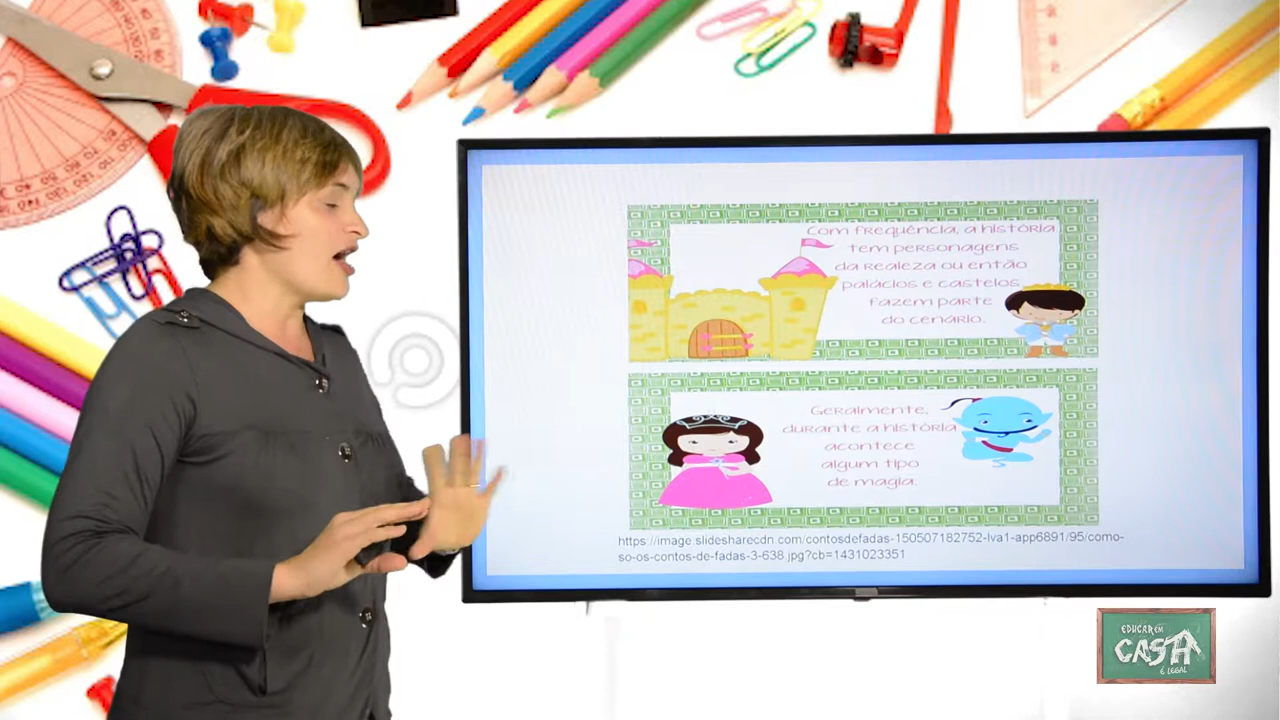 Com frequência, a história
tem personagens
da realeza ou então
palácios e castelos
fazem parte
do cenário.
Geralmente,
durante a história
acontece
algum tipo
de magia.
https://image.slidesharecdn.com/contosdefadas-150507182752-lva1-app6891/95/como-
so-os-contos-de-fadas-3-638.jpg?cb=1431023351
EDUCAR EM
CASA
É LEGAL